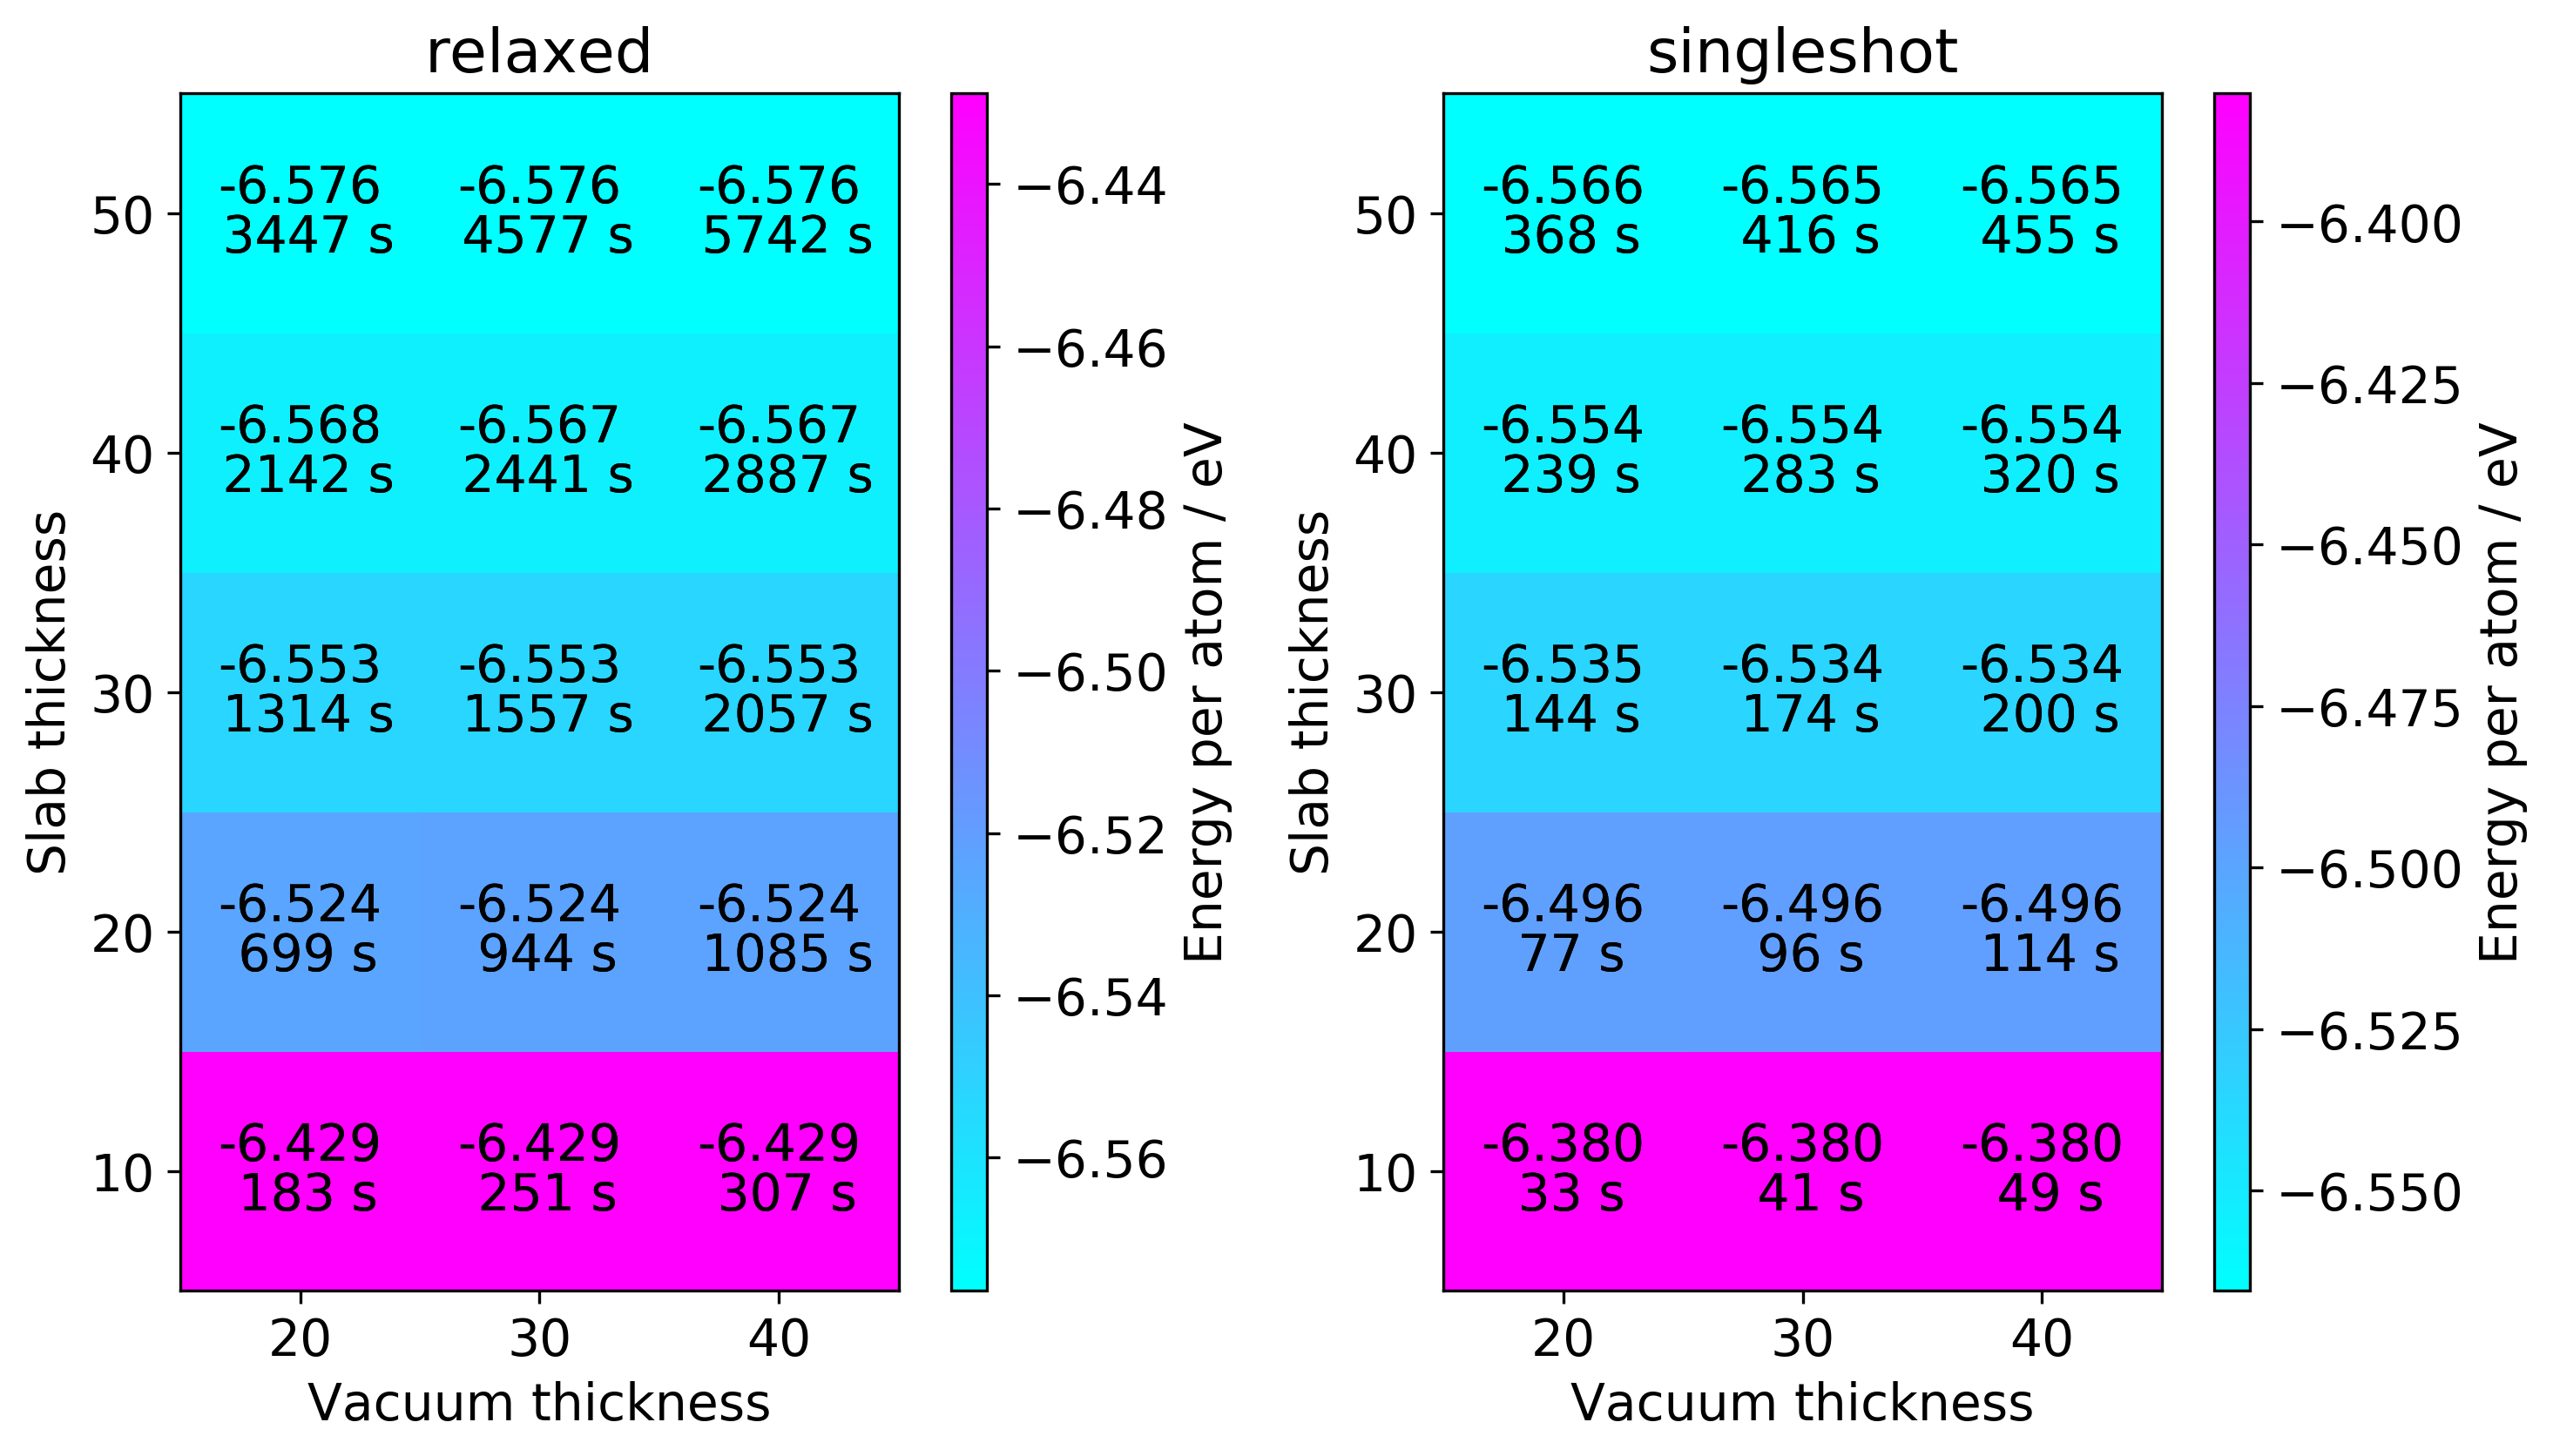 relaxed
Slab thickness
50
40
30
20
10
-6.576 -6.576 -6.576
3447 s 4577 s 5742 s
-6.568 -6.567 -6.567
2142 s 2441 s 2887 s
-6.553 -6.553 -6.553
1314 s 1557 s 2057 s
-6.524 -6.524 -6.524
699 s 944 s 1085 s
-6.429 -6.429 -6.429
183 s 251 s 307 s
20 30 40
Vacuum thickness
−6.44
−6.46
−6.48
−6.50
−6.52
−6.54
−6.56
Energy per atom / eV
singleshot
Slab thickness
50
40
30
20
10
-6.566 -6.565 -6.565
368 s 416 s 455 s
-6.554 -6.554 -6.554
239 s 283 s 320 s
-6.535 -6.534 -6.534
144 s 174 s 200 s
-6.496 -6.496 -6.496
77 s 96 s 114 s
-6.380 -6.380 -6.380
33 s 41 s 49 s
20 30 40
Vacuum thickness
−6.400
−6.425
−6.450
−6.475
−6.500
−6.525
−6.550
Energy per atom / eV